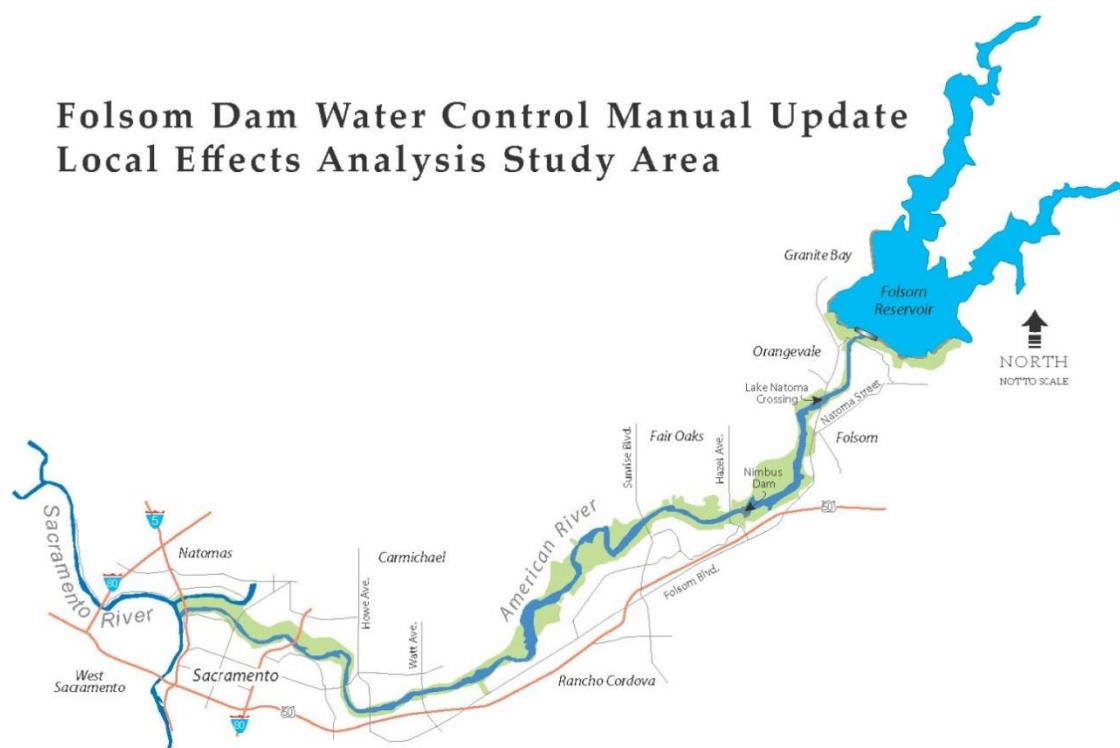 Folsom Dam Water Control Manual Update
Local Effects Analysis Study Area
Granite Bay
Folsom
Reservoir
Orangevale
NORTH
NOT TO SCALE
Lake Natoma
Crossing
Natoma Street
Folsom
Fair Oaks
Sunrise Blvd.
Hazel Ave.
Nimbus
Dam
50
American River
Folsom Blvd.
Sacramento
River
5
80
Natomas
Carmichael
Howe Ave.
Watt Ave.
West
Sacramento
Sacramento
Rancho Cordova
80
50